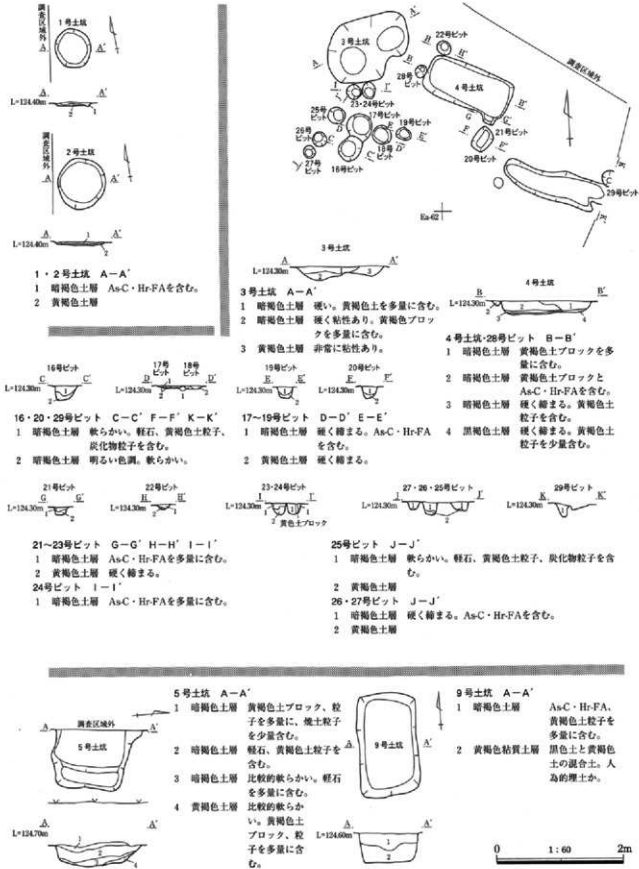 調査区域外
1号土坑
A A′
A A′
L=124.40m
2 1
調査区域外
2号土坑
A A′
A A′
L=124.40m
1
2
1・2号土坑 A－A′
1 暗褐色土層 As-C・Hr-FAを含む。
2 黄褐色土層
3号土坑
A A′
22号ピット
H H′
B
28号ピット
4号土坑
B′
調査区域外
I I′
23・24号ピット
25号ピット
17号ピット
19号ピット
26号ピット
18号ピット
27号ピット
16号ピット
G G′
21号ピット
F F′
20号ピット
29号ピット
Ea-62
3号土坑
A A′
L=124.30m
1
2 3
3号土坑 A－A′
1 暗褐色土層 硬い。黄褐色土を多量に含む。
2 暗褐色土層 硬く粘性あり。黄褐色ブロッ
クを多量に含む。
3 黄褐色土層 非常に粘性あり。
4号土坑
B B′
L=124.30m
4号土坑・28号ピット B－B′
1 暗褐色土層 黄褐色土ブロックを多
量に含む。
2 暗褐色土層 黄褐色土ブロックと
As-C・Hr-FAを含む。
3 暗褐色土層 硬く締まる。黄褐色土
粒子を含む。
4 黒褐色土層 硬く締まる。黄褐色土
粒子を少量含む。
16号ピット
C C′
L=124.30m
17号ピット 18号ピット
D D′
L=124.30m
19号ピット
E E′
L=124.30m
20号ピット
F F′
L=124.30m
16・20・29号ピット C－C′ F－F′ K－K′
1 暗褐色土層 軟らかい。軽石、黄褐色土粒子、
炭化物粒子を含む。
2 暗褐色土層 明るい色調。軟らかい。
17～19号ピット D－D′ E－E′
1 暗褐色土層 硬く締まる。As-C・Hr-FA
を含む。
2 黄褐色土層 硬く締まる。
21号ピット
G G′
L=124.30m
22号ピット
H H′
L=124.30m
23・24号ピット
I I′
L=124.30m
黄色土ブロック
27・26・25号ピット
J J′
L=124.30m
29号ピット
K K′
L=124.30m
21～23号ピット G－G′ H－H′ I－I′
1 暗褐色土層 As-C・Hr-FAを多量に含む。
2 黄褐色土層 硬く締まる。
24号ピット I－I′
1 暗褐色土層 As-C・Hr-FAを多量に含む。
25号ピット J－J′
1 暗褐色土層 軟らかい。軽石、黄褐色土粒子、炭化物粒子を含
む。
2 黄褐色土層
26・27号ピット J－J′
1 暗褐色土層 硬く締まる。As-C・Hr-FAを含む。
2 黄褐色土層
A 調査区域外 A′
5号土坑
A A′
L=124.70m
1
2
3 4
5号土坑 A－A′
1 暗褐色土層 黄褐色土ブロック、粒
子を多量に、焼土粒子
を少量含む。
2 暗褐色土層 軽石、黄褐色土粒子を
含む。
3 暗褐色土層 比較的軟らかい。軽石
を多量に含む。
4 黄褐色土層 比較的軟らか
い。黄褐色土
ブロック、粒
子を多量に含
む。
A 9号土坑 A′
A A′
L=124.60m
1
2
9号土坑 A－A′
1 暗褐色土層 As-C・Hr-FA、
黄褐色土粒子を
多量に含む。
2 黄褐色粘質土層 黒色土と黄褐色
土の混合土。人
為的埋土か。
0 1：60 2m